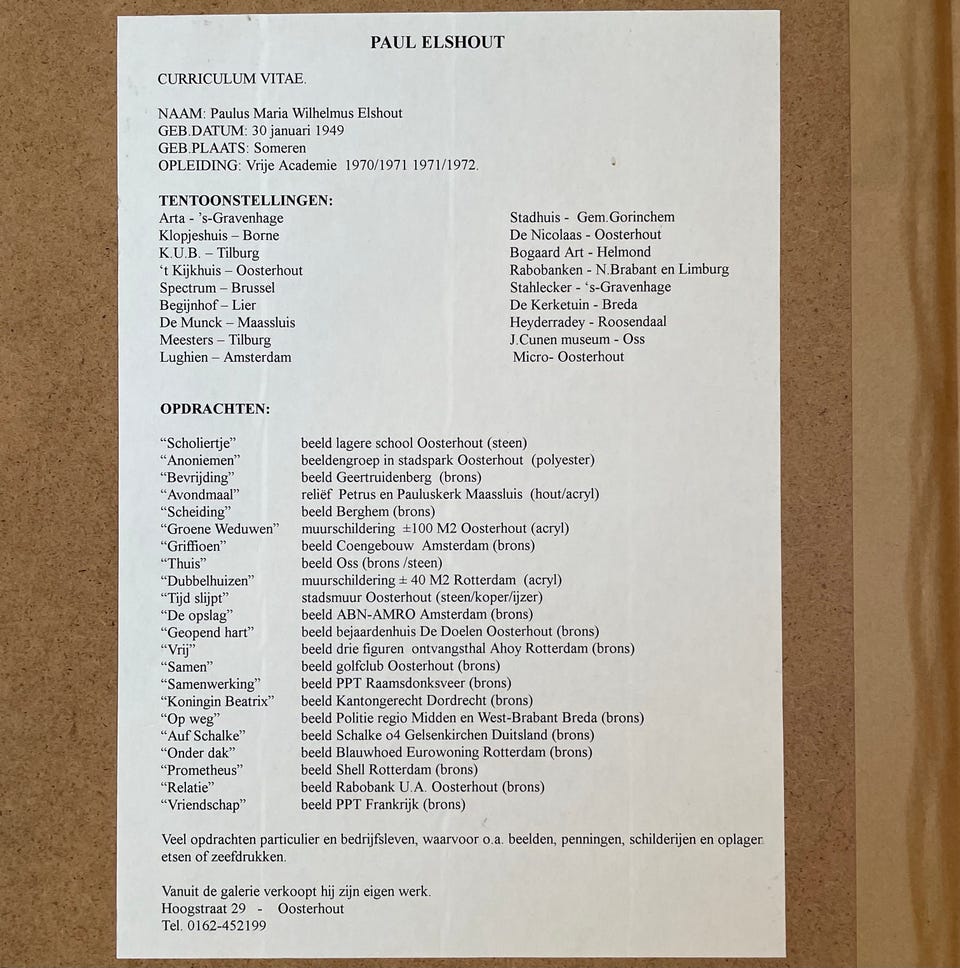 PAUL ELSHOUT
CURRICULUM VITAE.
NAAM: Paulus Maria Wilhelmus Elshout
GEB.DATUM: 30 januari 1949
GEB.PLAATS: Someren
OPLEIDING: Vrije Academie 1970/1971 1971/1972.
TENTOONSTELLINGEN:
Arta - 's-Gravenhage
Klopjeshuis – Borne
K.U.B. – Tilburg
‘t Kijkhuis – Oosterhout
Spectrum – Brussel
Begijnhof – Lier
De Munck – Maassluis
Meesters – Tilburg
Lughien – Amsterdam
Stadhuis - Gem.Gorinchem
De Nicolaas - Oosterhout
Bogaard Art - Helmond
Rabobanken - N.Brabant en Limburg
Stahlecker - ‘s-Gravenhage
De Kerketuin - Breda
Heyderradey - Roosendaal
J.Cunen museum - Oss
Micro- Oosterhout
OPDRACHTEN:
“Scholiertje” beeld lagere school Oosterhout (steen)
“Anoniemen” beeldengroep in stadspark Oosterhout (polyester)
“Bevrijding” beeld Geertruidenberg (brons)
“Avondmaal” reliëf Petrus en Pauluskerk Maassluis (hout/acryl)
“Scheiding” beeld Berghem (brons)
“Groene Weduwen” muurschildering ±100 M2 Oosterhout (acryl)
“Griffioen” beeld Coengebouw Amsterdam (brons)
“Thuis” beeld Oss (brons /steen)
“Dubbelhuizen” muurschildering ± 40 M2 Rotterdam (acryl)
“Tijd slijpt” stadsmuur Oosterhout (steen/koper/ijzer)
“De opslag” beeld ABN-AMRO Amsterdam (brons)
“Geopend hart” beeld bejaardenhuis De Doelen Oosterhout (brons)
“Vrij” beeld drie figuren ontvangsthal Ahoy Rotterdam (brons)
“Samen” beeld golfclub Oosterhout (brons)
“Samenwerking” beeld PPT Raamsdonksveer (brons)
“Koningin Beatrix” beeld Kantongerecht Dordrecht (brons)
“Op weg” beeld Politie regio Midden en West-Brabant Breda (brons)
“Auf Schalke” beeld Schalke o4 Gelsenkirchen Duitsland (brons)
“Onder dak” beeld Blauwhoed Eurowoning Rotterdam (brons)
“Prometheus” beeld Shell Rotterdam (brons)
“Relatie” beeld Rabobank U.A. Oosterhout (brons)
“Vriendschap” beeld PPT Frankrijk (brons)
Veel opdrachten particulier en bedrijfsleven, waarvoor o.a. beelden, penningen, schilderijen en oplager
etsen of zeefdrukken.
Vanuit de galerie verkoopt hij zijn eigen werk.
Hoogstraat 29 - Oosterhout
Tel. 0162-452199